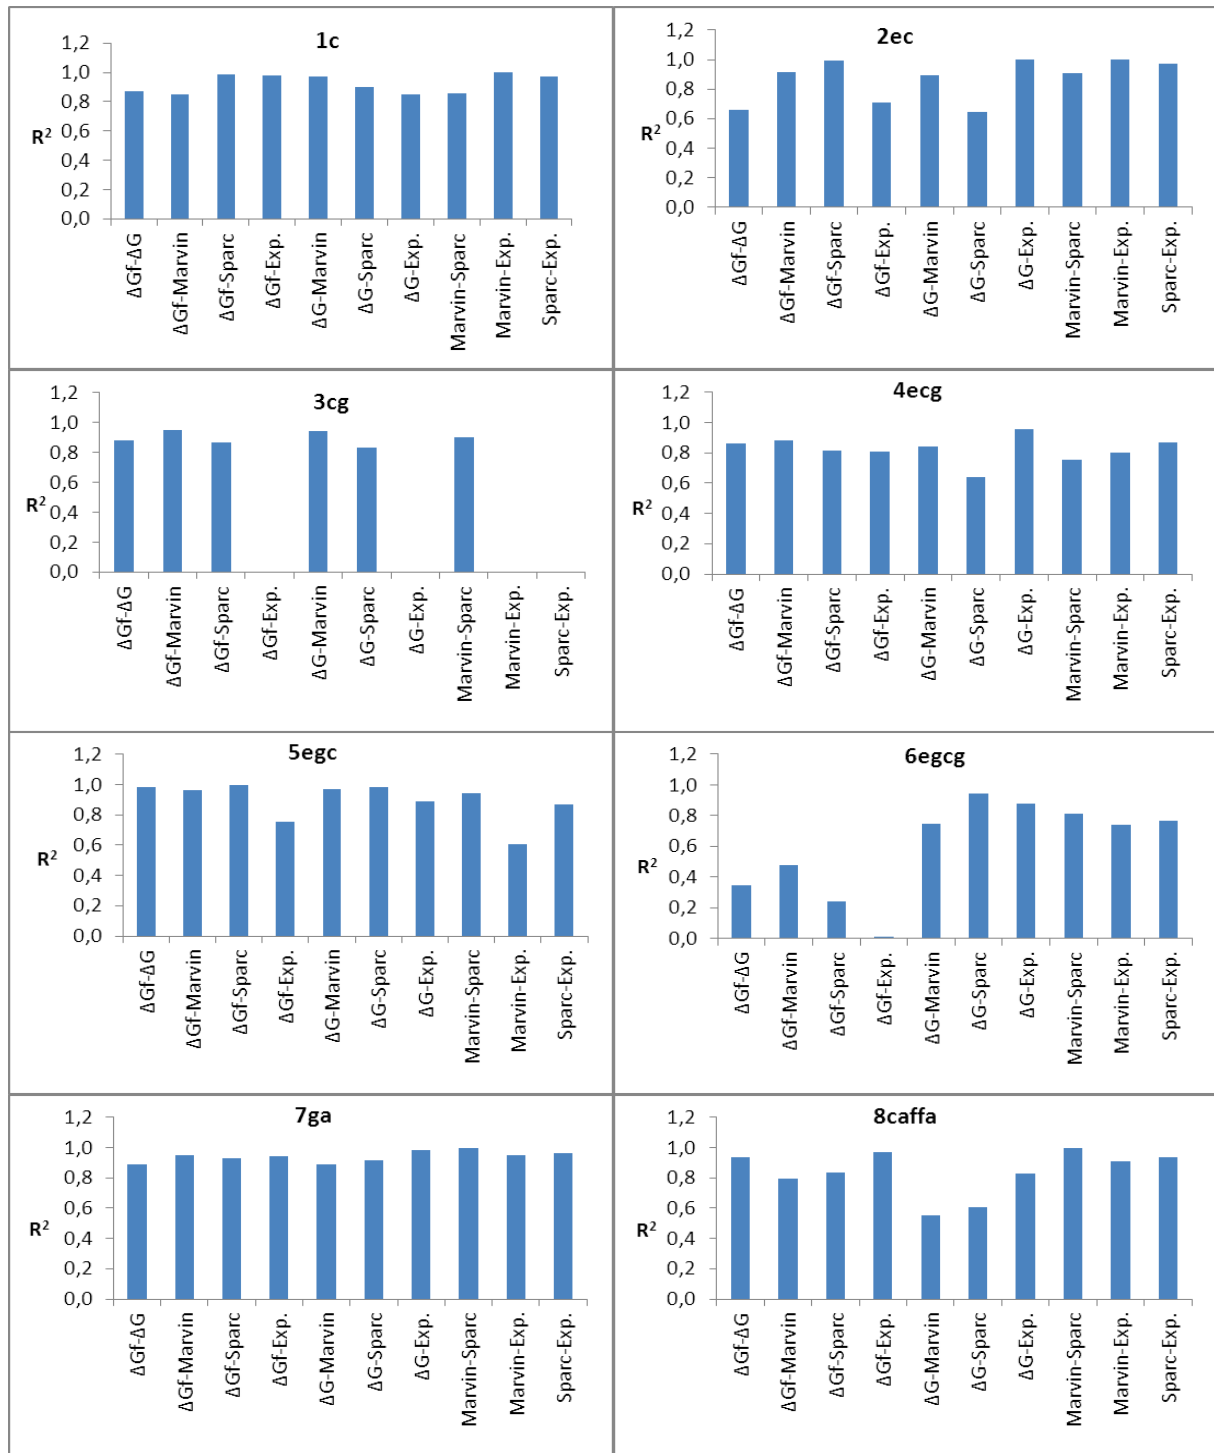 1c
1,2
1,0
0,8
0,6
0,4
0,2
0,0
R²
ΔGf-ΔG
ΔGf-Marvin
ΔGf-Sparc
ΔGf-Exp.
ΔG-Marvin
ΔG-Sparc
ΔG-Exp.
Marvin-Sparc
Marvin-Exp.
Sparc-Exp.
2ec
1,2
1,0
0,8
0,6
0,4
0,2
0,0
R²
ΔGf-ΔG
ΔGf-Marvin
ΔGf-Sparc
ΔGf-Exp.
ΔG-Marvin
ΔG-Sparc
ΔG-Exp.
Marvin-Sparc
Marvin-Exp.
Sparc-Exp.
3cg
1,2
1,0
0,8
0,6
0,4
0,2
0,0
R²
ΔGf-ΔG
ΔGf-Marvin
ΔGf-Sparc
ΔGf-Exp.
ΔG-Marvin
ΔG-Sparc
ΔG-Exp.
Marvin-Sparc
Marvin-Exp.
Sparc-Exp.
4ecg
1,2
1,0
0,8
0,6
0,4
0,2
0,0
R²
ΔGf-ΔG
ΔGf-Marvin
ΔGf-Sparc
ΔGf-Exp.
ΔG-Marvin
ΔG-Sparc
ΔG-Exp.
Marvin-Sparc
Marvin-Exp.
Sparc-Exp.
5egc
1,2
1,0
0,8
0,6
0,4
0,2
0,0
R²
ΔGf-ΔG
ΔGf-Marvin
ΔGf-Sparc
ΔGf-Exp.
ΔG-Marvin
ΔG-Sparc
ΔG-Exp.
Marvin-Sparc
Marvin-Exp.
Sparc-Exp.
6egcg
1,2
1,0
0,8
0,6
0,4
0,2
0,0
R²
ΔGf-ΔG
ΔGf-Marvin
ΔGf-Sparc
ΔGf-Exp.
ΔG-Marvin
ΔG-Sparc
ΔG-Exp.
Marvin-Sparc
Marvin-Exp.
Sparc-Exp.
7ga
1,2
1,0
0,8
0,6
0,4
0,2
0,0
R²
ΔGf-ΔG
ΔGf-Marvin
ΔGf-Sparc
ΔGf-Exp.
ΔG-Marvin
ΔG-Sparc
ΔG-Exp.
Marvin-Sparc
Marvin-Exp.
Sparc-Exp.
8caffa
1,2
1,0
0,8
0,6
0,4
0,2
0,0
R²
ΔGf-ΔG
ΔGf-Marvin
ΔGf-Sparc
ΔGf-Exp.
ΔG-Marvin
ΔG-Sparc
ΔG-Exp.
Marvin-Sparc
Marvin-Exp.
Sparc-Exp.